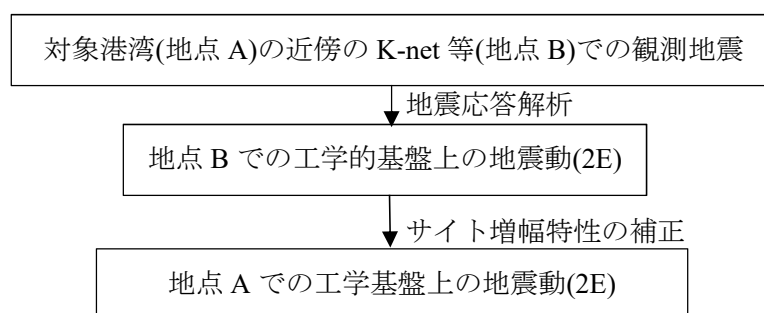 対象港湾(地点 A)の近傍の K-net 等(地点 B)での観測地震
地震応答解析
地点 B での工学的基盤上の地震動(2E)
サイト増幅特性の補正
地点 A での工学基盤上の地震動(2E)